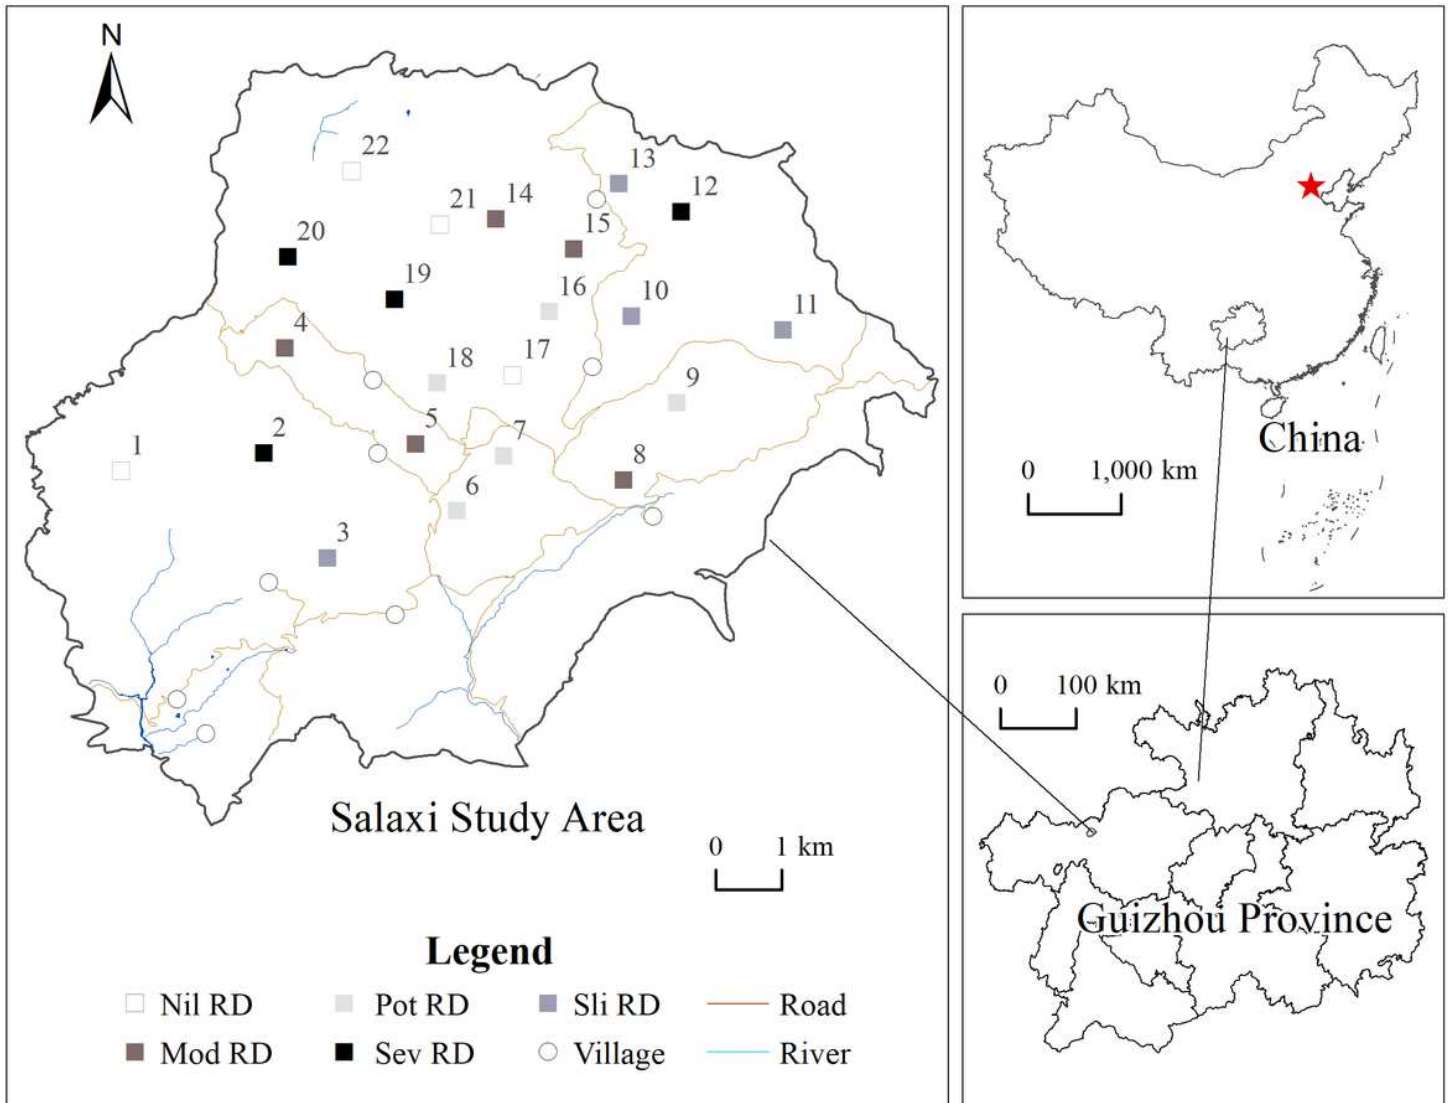 N
22
13
12
21
14
15
20
19
16
10
11
4
18
17
9
5
7
1
2
8
6
3
Salaxi Study Area
0 1 km
Legend
Nil RD
Pot RD
Sli RD
Road
Mod RD
Sev RD
Village
River
China
0 1,000 km
0 100 km
Guizhou Province